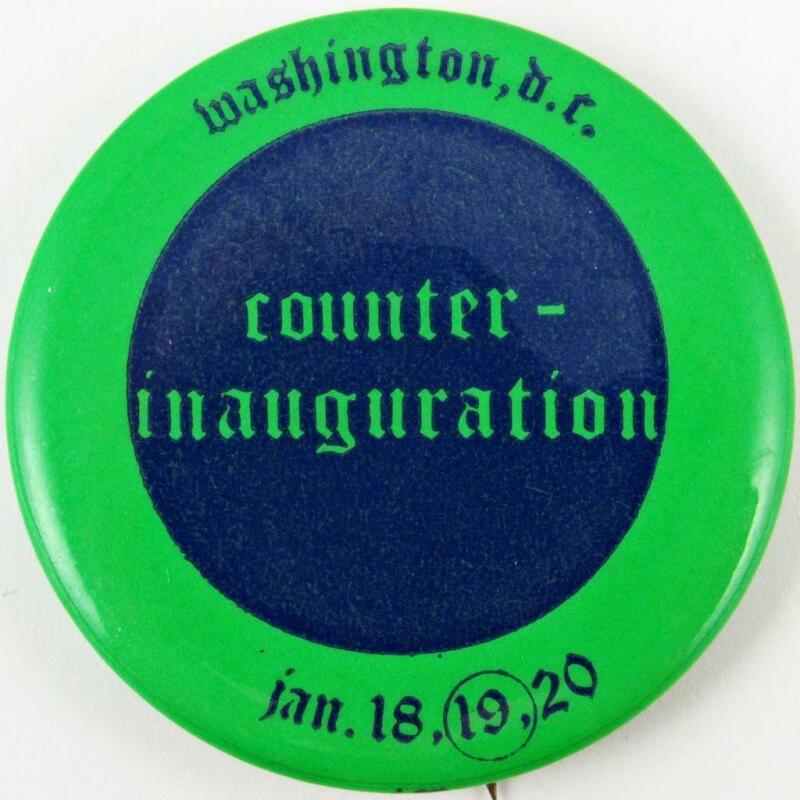 washington, d.c.
counter-
inauguration
jan. 18, 19, 20